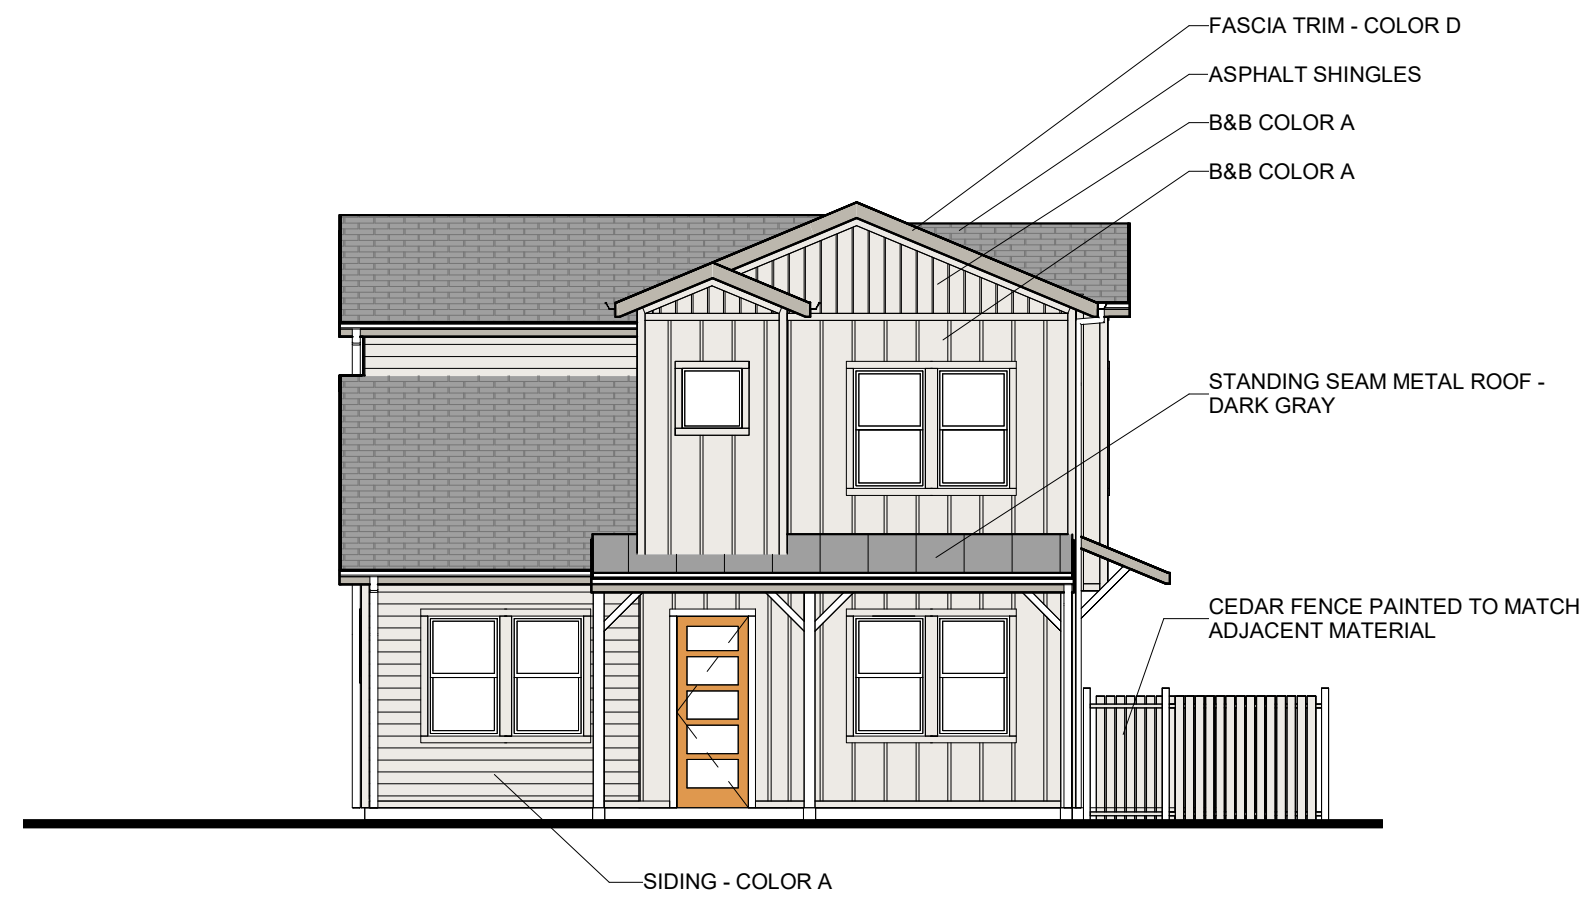 FASCIA TRIM - COLOR D
ASPHALT SHINGLES
B&B COLOR A
B&B COLOR A
STANDING SEAM METAL ROOF -
DARK GRAY
CEDAR FENCE PAINTED TO MATCH
ADJACENT MATERIAL
SIDING - COLOR A